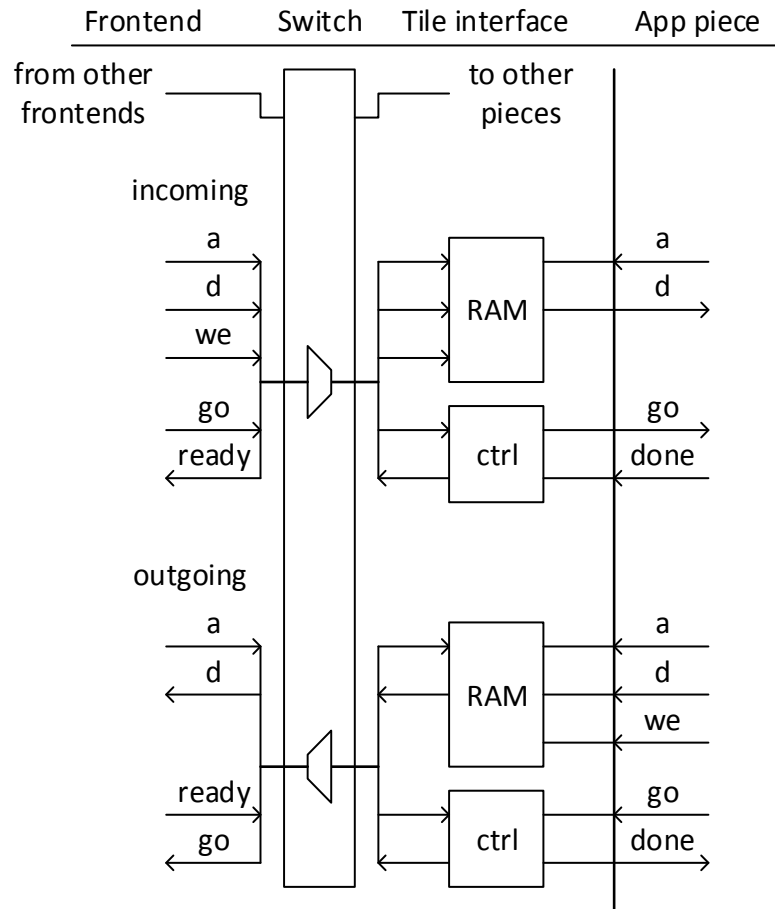 Frontend Switch Tile interface App piece
from other frontends
to other pieces
incoming
a
d
we
go
ready
RAM
ctrl
a
d
go
done
outgoing
a
d
ready
go
RAM
ctrl
a
d
we
go
done